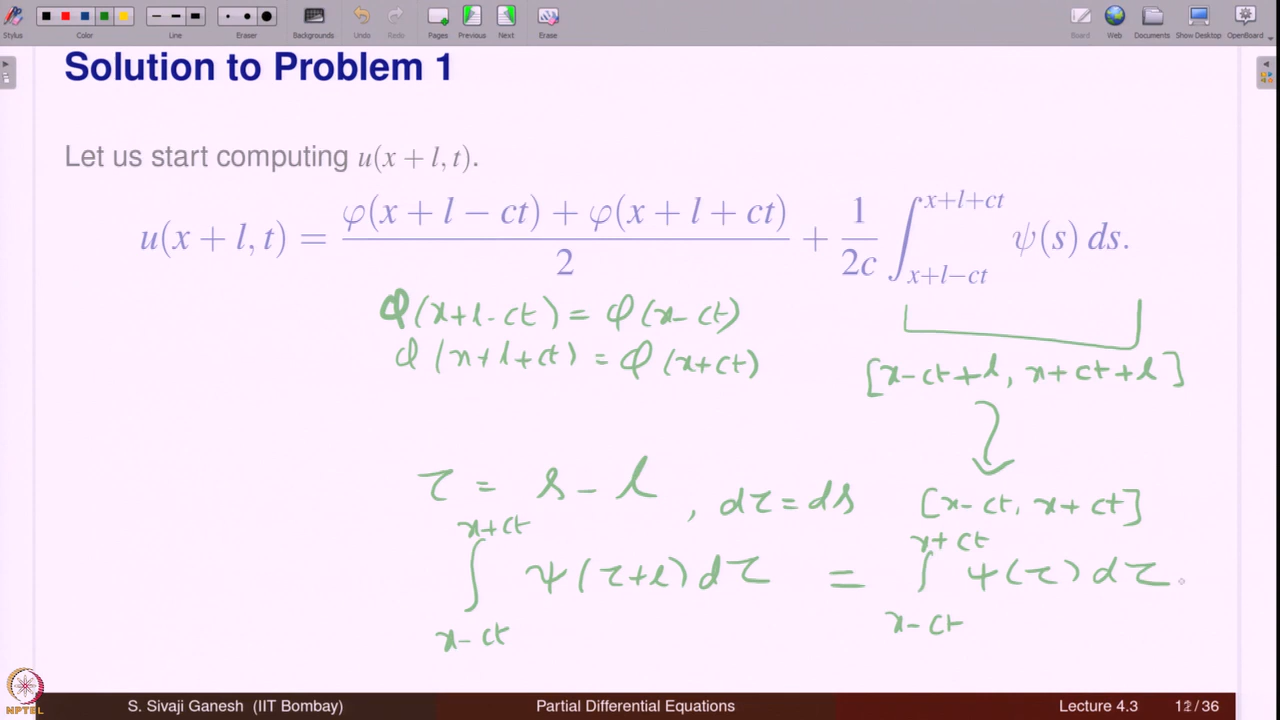 Stylus Color Line Eraser Backgrounds Undo Redo Pages Previous Next Erase Board Web Documents Show Desktop OpenBoard
Solution to Problem 1
Let us start computing u(x + l, t).
u(x + l, t) = \frac{φ(x + l − ct) + φ(x + l + ct)}{2} + \frac{1}{2c} ∫_{x+l−ct}^{x+l+ct} ψ(s) ds.
φ(x+l-ct) = φ(x-ct)
φ(x+l+ct) = φ(x+ct)
[x-ct+l, x+ct+l]
τ = s - l , dτ = ds
[x-ct, x+ct]
∫_{x-ct}^{x+ct} ψ(τ+l) dτ = ∫_{x-ct}^{x+ct} ψ(τ) dτ
NPTEL
S. Sivaji Ganesh (IIT Bombay) Partial Differential Equations Lecture 4.3 12/36